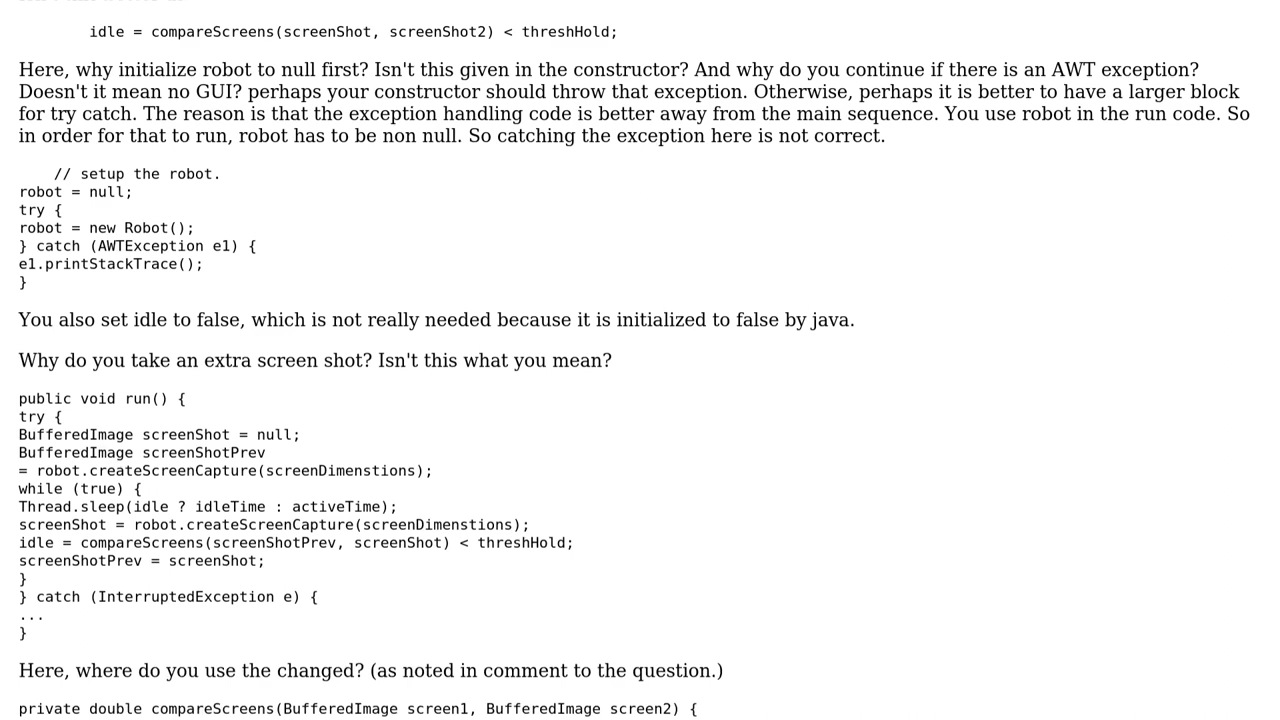 idle = compareScreens(screenShot, screenShot2) < threshHold;
Here, why initialize robot to null first? Isn't this given in the constructor? And why do you continue if there is an AWT exception?
Doesn't it mean no GUI? perhaps your constructor should throw that exception. Otherwise, perhaps it is better to have a larger block
for try catch. The reason is that the exception handling code is better away from the main sequence. You use robot in the run code. So
in order for that to run, robot has to be non null. So catching the exception here is not correct.
// setup the robot.
robot = null;
try {
robot = new Robot();
} catch (AWTException e1) {
e1.printStackTrace();
}
You also set idle to false, which is not really needed because it is initialized to false by java.
Why do you take an extra screen shot? Isn't this what you mean?
public void run() {
try {
BufferedImage screenShot = null;
BufferedImage screenShotPrev
= robot.createScreenCapture(screenDimenstions);
while (true) {
Thread.sleep(idle ? idleTime : activeTime);
screenShot = robot.createScreenCapture(screenDimenstions);
idle = compareScreens(screenShotPrev, screenShot) < threshHold;
screenShotPrev = screenShot;
}
} catch (InterruptedException e) {
...
}
Here, where do you use the changed? (as noted in comment to the question.)
private double compareScreens(BufferedImage screen1, BufferedImage screen2) {